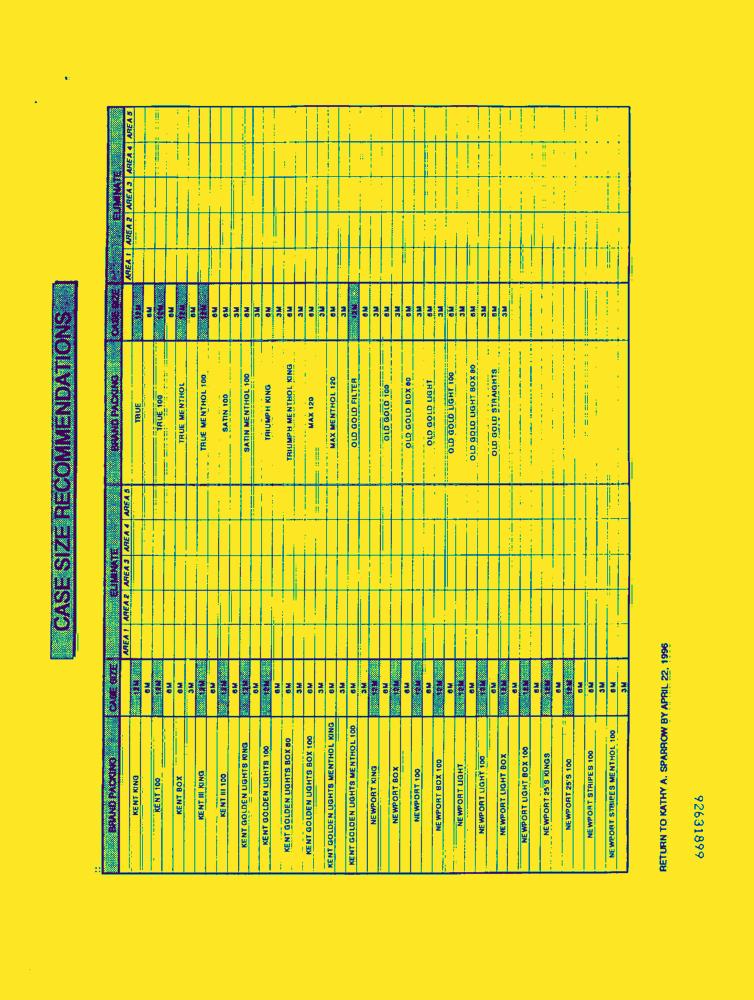 CASE SIZE RECOMMENDATIONS
BRAND PACKING CASE SIZE ELIMINATE BRAND PACKING CASE SIZE ELIMINATE
AREA 1 AREA 2 AREA 3 AREA 4 AREA 5 AREA 1 AREA 2 AREA 3 AREA 4 AREA 5
KENT KING 12M TRUE 12M
6M 6M
KENT 100 12M TRUE 100 12M
6M 6M
KENT BOX 6M TRUE MENTHOL 12M
3M 6M
KENT III KING 12M TRUE MENTHOL 100 12M
6M 6M
KENT III 100 12M SATIN 100 6M
6M 3M
KENT GOLDEN LIGHTS KING 12M SATIN MENTHOL 100 6M
6M 3M
KENT GOLDEN LIGHTS 100 12M TRIUMPH KING 6M
6M 3M
KENT GOLDEN LIGHTS BOX 80 6M TRIUMPH MENTHOL KING 6M
3M 3M
KENT GOLDEN LIGHTS BOX 100 6M MAX 120 6M
3M 3M
KENT GOLDEN LIGHTS MENTHOL KING 6M MAX MENTHOL 120 6M
3M 3M
KENT GOLDEN LIGHTS MENTHOL 100 6M OLD GOLD FILTER 12M
3M 6M
NEWPORT KING 12M 3M
6M OLD GOLD 100 6M
NEWPORT BOX 12M 3M
6M OLD GOLD BOX 80 6M
NEWPORT 100 12M 3M
6M OLD GOLD LIGHT 6M
NEWPORT BOX 100 12M 3M
6M OLD GOLD LIGHT 100 6M
NEWPORT LIGHT 12M 3M
6M OLD GOLD LIGHT BOX 80 6M
NEWPORT LIGHT 100 12M 3M
6M OLD GOLD STRAIGHTS 6M
NEWPORT LIGHT BOX 12M 3M
6M
NEWPORT LIGHT BOX 100 12M
6M
NEWPORT 25'S KINGS 12M
6M
NEWPORT 25'S 100 12M
6M
NEWPORT STRIPES 100 6M
3M
NEWPORT STRIPES MENTHOL 100 6M
3M
RETURN TO KATHY A. SPARROW BY APRIL 22, 1996
92631899